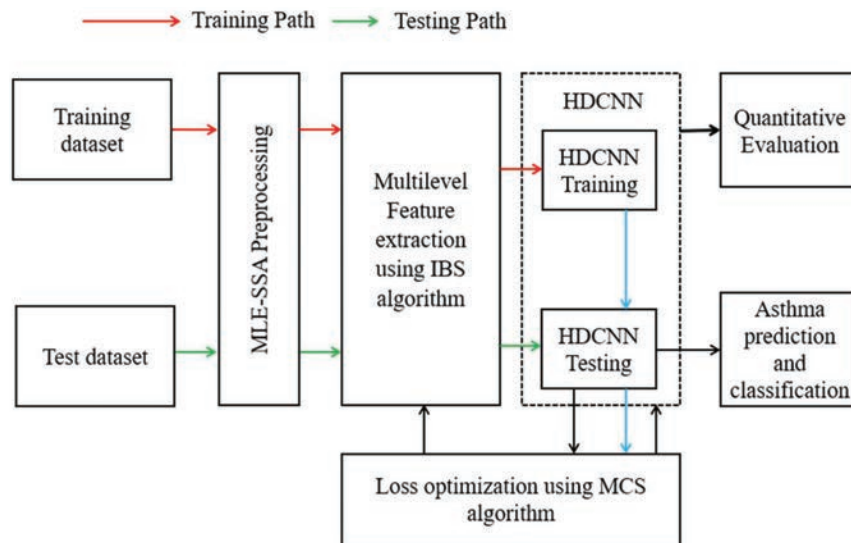 Training Path
Testing Path
Training
dataset
MLE-SSA Preprocessing
Multilevel
Feature
extraction
using IBS
algorithm
HDCNN
HDCNN
Training
Quantitative
Evaluation
Test dataset
HDCNN
Testing
Asthma
prediction
and
classification
Loss optimization using MCS
algorithm